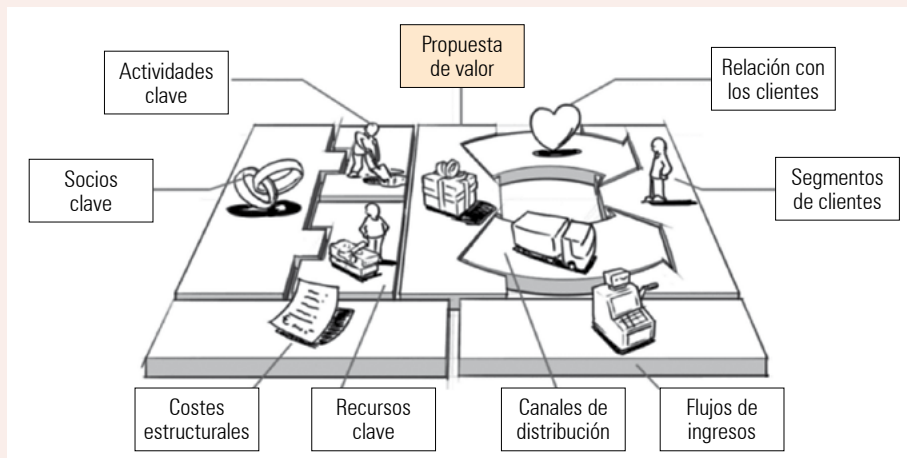 Propuesta
de valor
Actividades
clave
Relación con
los clientes
Socios
clave
Segmentos
de clientes
Costes
estructurales
Recursos
clave
Canales de
distribución
Flujos de
ingresos